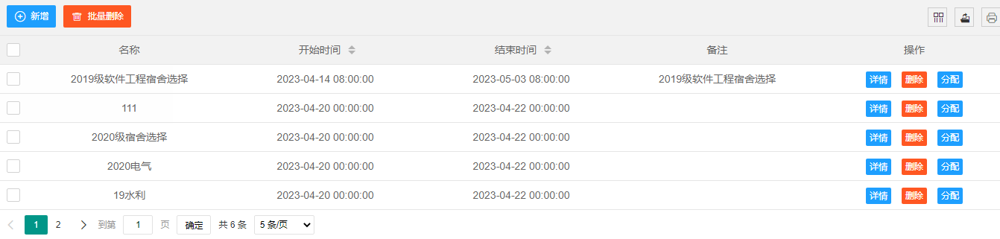 新增 批量删除
名称 开始时间 结束时间 备注 操作
2019级软件工程宿舍选择 2023-04-14 08:00:00 2023-05-03 08:00:00 2019级软件工程宿舍选择 详情 删除 分配
111 2023-04-20 00:00:00 2023-04-22 00:00:00 详情 删除 分配
2020级宿舍选择 2023-04-20 00:00:00 2023-04-22 00:00:00 详情 删除 分配
2020电气 2023-04-20 00:00:00 2023-04-22 00:00:00 详情 删除 分配
19水利 2023-04-20 00:00:00 2023-04-22 00:00:00 详情 删除 分配
1 2 到第 1 页 确定 共 6 条 5 条/页